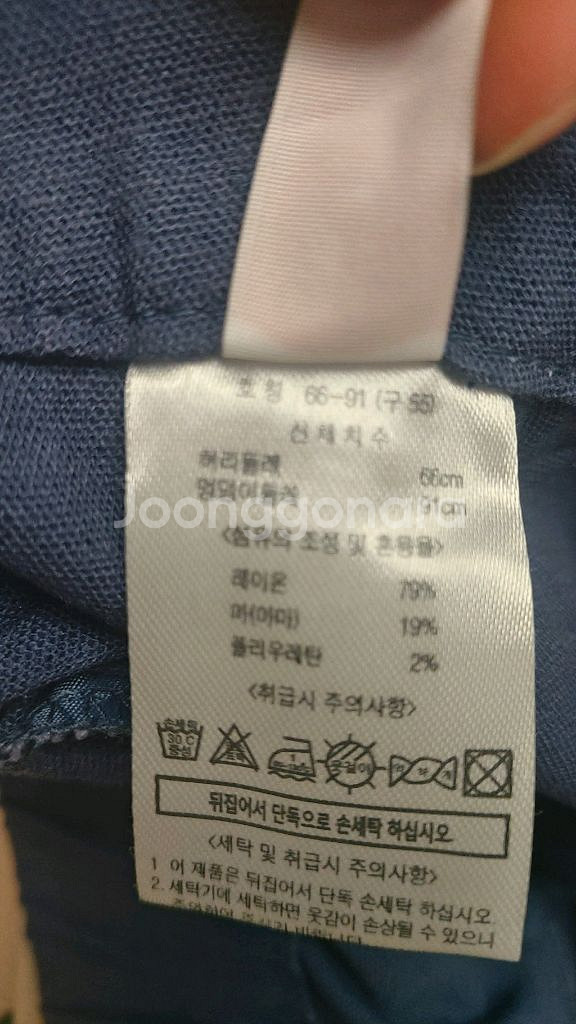 호칭 66-91 (구 55)
신체치수
허리둘레 66cm
엉덩이둘레 91cm
Joonggonara
<섬유의 조성 및 혼용율>
레이온 79%
마(아마) 19%
폴리우레탄 2%
<취급시 주의사항>
손세탁
30 C
중성
옷걸이
뒤집어서 단독으로 손세탁 하십시오
<세탁 및 취급시 주의사항>
1 어 제품은 뒤집어서 단독 손세탁 하십시오
2. 세탁기에 세탁하면 옷감이 손상될 수 있으니